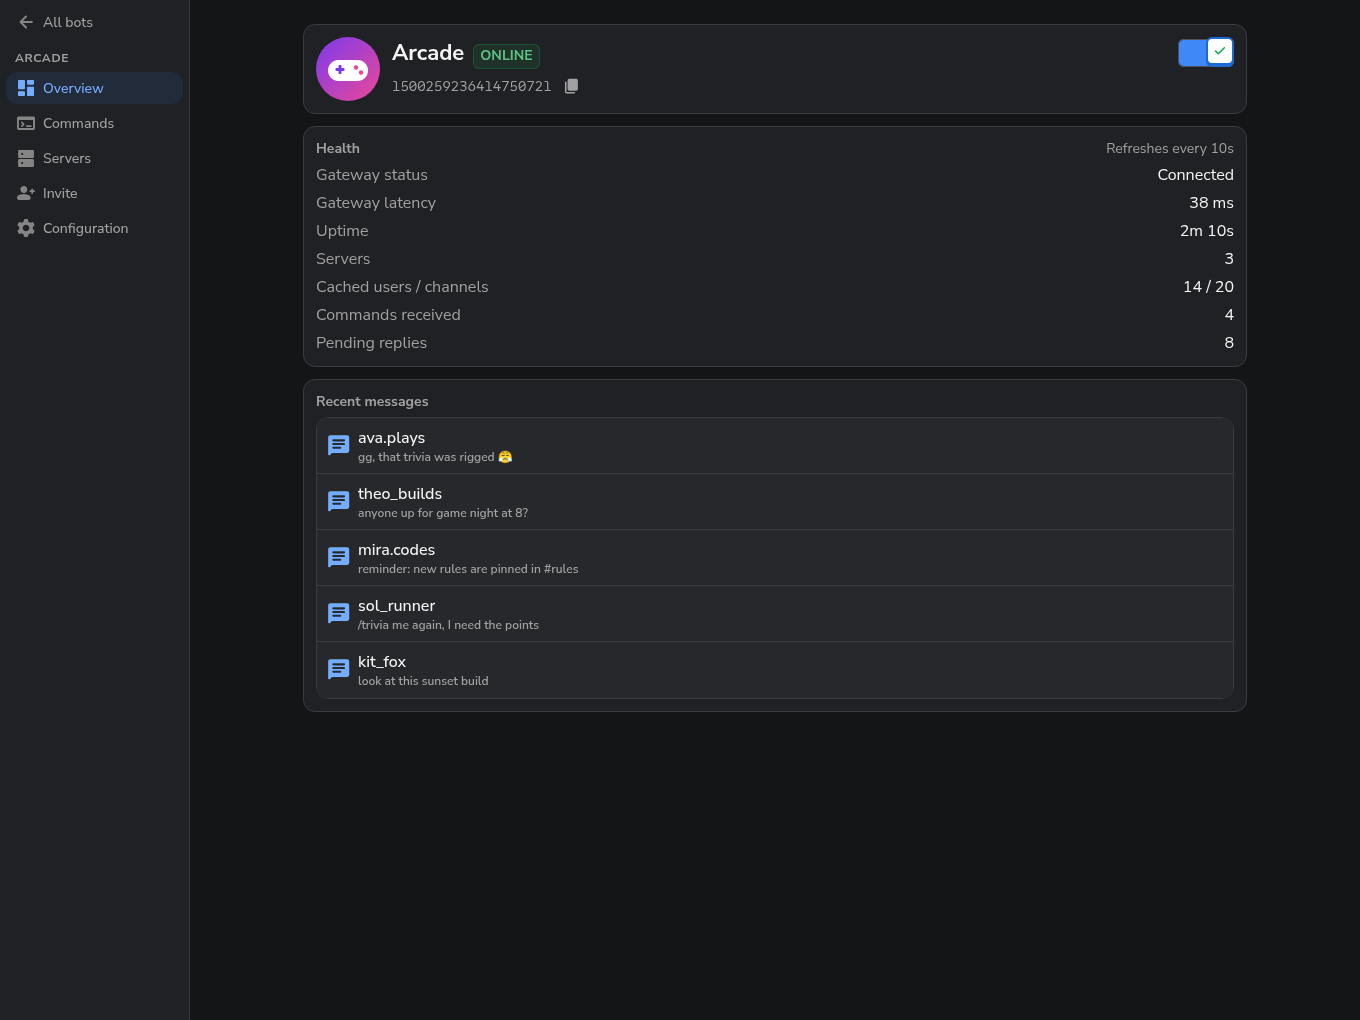 All bots
ARCADE
Overview
Commands
Servers
Invite
Configuration
Arcade ONLINE
1500259236414750721
Health Refreshes every 10s
Gateway status Connected
Gateway latency 38 ms
Uptime 2m 10s
Servers 3
Cached users / channels 14 / 20
Commands received 4
Pending replies 8
Recent messages
ava.plays
gg, that trivia was rigged 😤
theo_builds
anyone up for game night at 8?
mira.codes
reminder: new rules are pinned in #rules
sol_runner
/trivia me again, I need the points
kit_fox
look at this sunset build